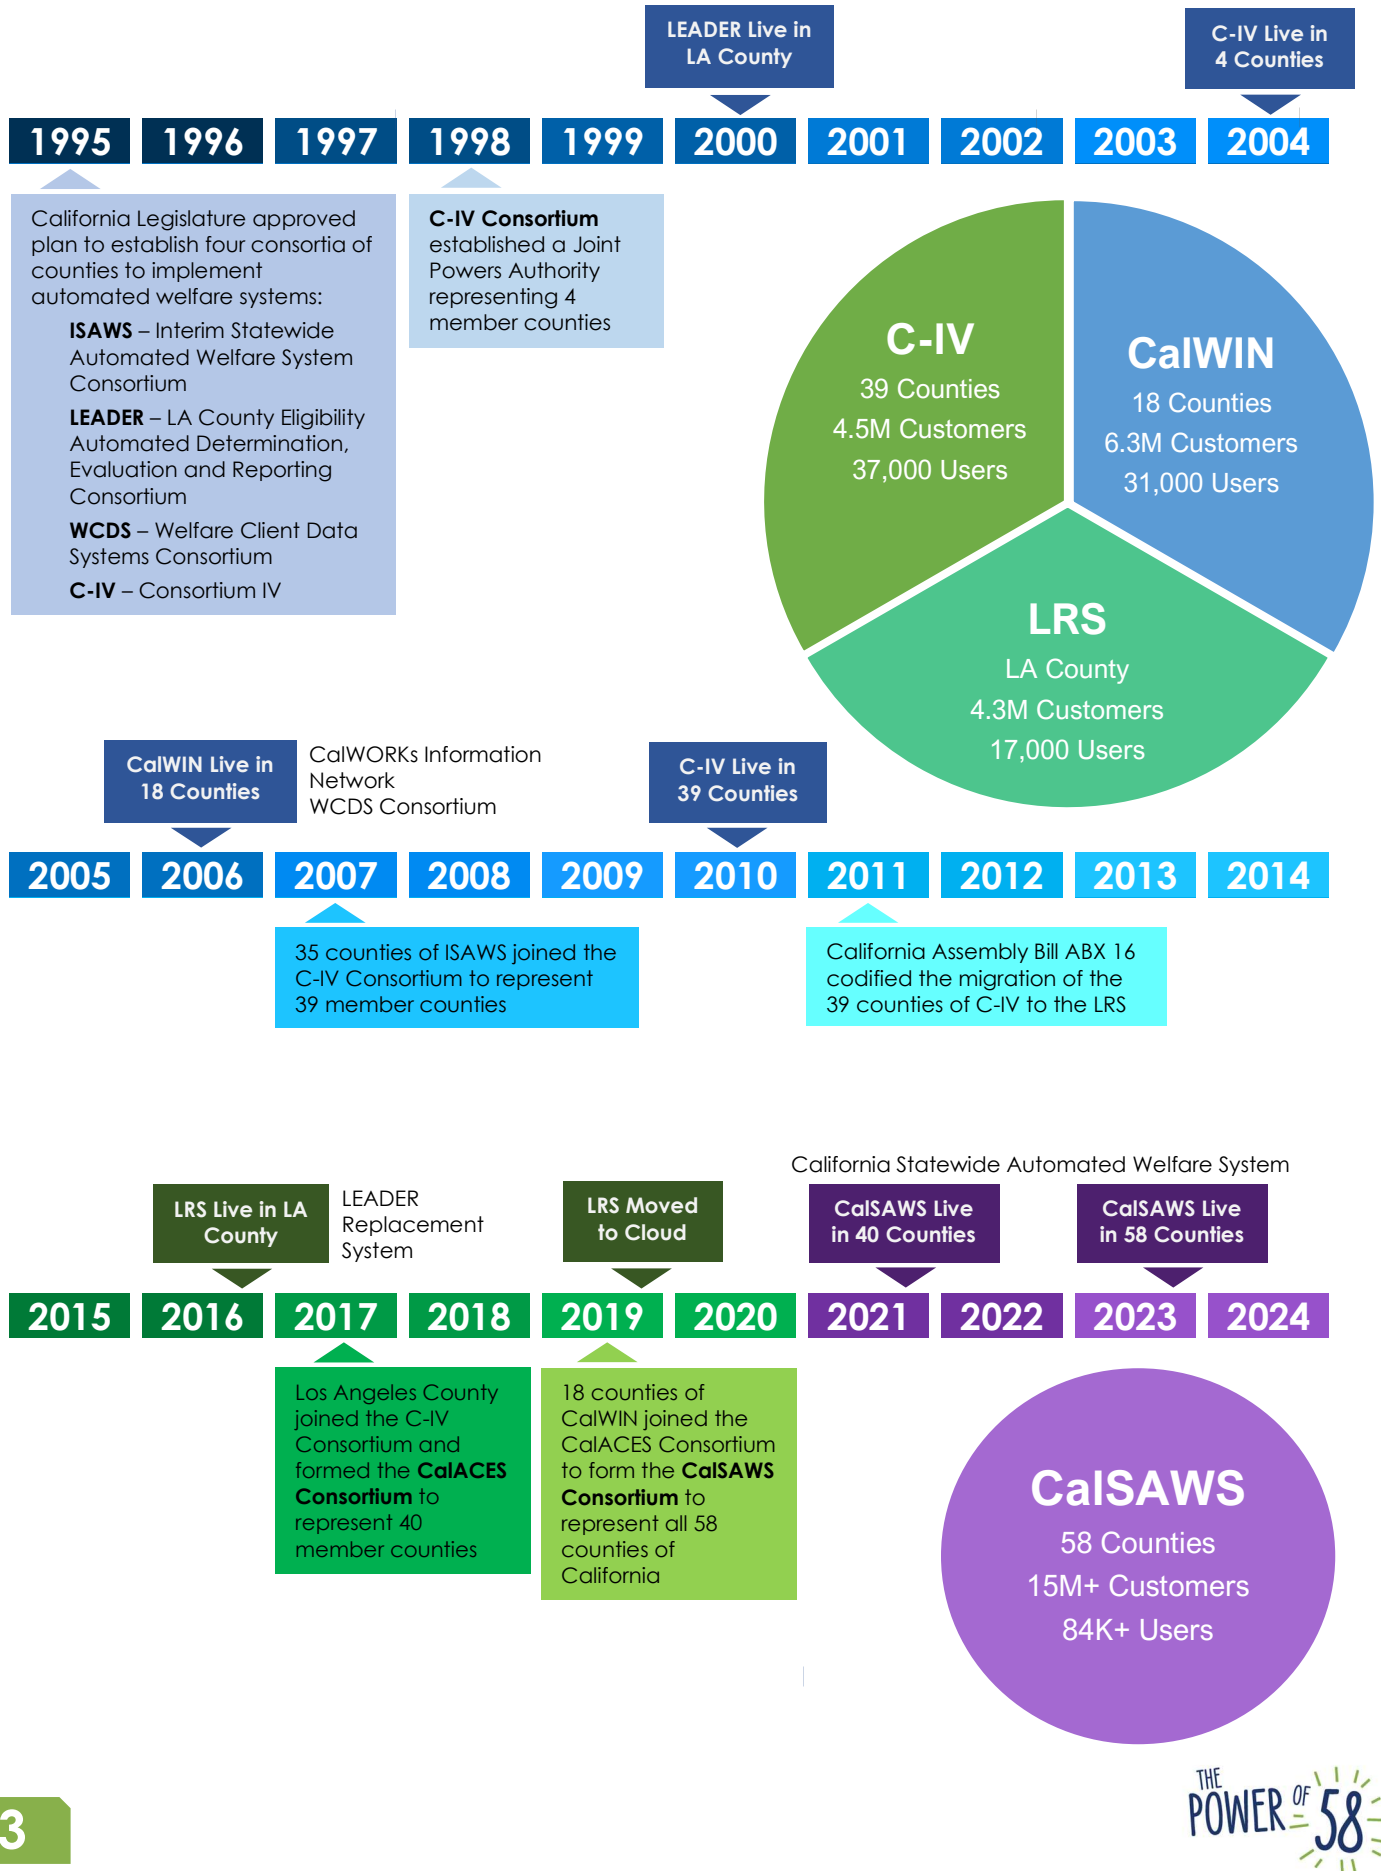 LEADER Live in
LA County
C-IV Live in
4 Counties
1995 1996 1997 1998 1999 2000 2001 2002 2003 2004
California Legislature approved
plan to establish four consortia of
counties to implement
automated welfare systems:
ISAWS – Interim Statewide
Automated Welfare System
Consortium
LEADER – LA County Eligibility
Automated Determination,
Evaluation and Reporting
Consortium
WCDS – Welfare Client Data
Systems Consortium
C-IV – Consortium IV
C-IV Consortium
established a Joint
Powers Authority
representing 4
member counties
C-IV
39 Counties
4.5M Customers
37,000 Users
CalWIN
18 Counties
6.3M Customers
31,000 Users
LRS
LA County
4.3M Customers
17,000 Users
CalWIN Live in
18 Counties
CalWORKs Information
Network
WCDS Consortium
C-IV Live in
39 Counties
2005 2006 2007 2008 2009 2010 2011 2012 2013 2014
35 counties of ISAWS joined the
C-IV Consortium to represent
39 member counties
California Assembly Bill ABX 16
codified the migration of the
39 counties of C-IV to the LRS
LRS Live in LA
County
LEADER
Replacement
System
LRS Moved
to Cloud
California Statewide Automated Welfare System
CalSAWS Live
in 40 Counties
CalSAWS Live
in 58 Counties
2015 2016 2017 2018 2019 2020 2021 2022 2023 2024
Los Angeles County
joined the C-IV
Consortium and
formed the CalACES
Consortium to
represent 40
member counties
18 counties of
CalWIN joined the
CalACES Consortium
to form the CalSAWS
Consortium to
represent all 58
counties of
California
CalSAWS
58 Counties
15M+ Customers
84K+ Users
THE
POWER OF 58
3